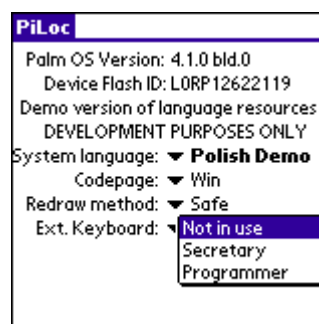 PiLoc
Palm OS Version: 4.1.0 bld.0
Device Flash ID: L0RP12622119
Demo version of language resources
DEVELOPMENT PURPOSES ONLY
System language: Polish Demo
Codepage: Win
Redraw method: Safe
Ext. Keyboard: Not in use
Secretary
Programmer